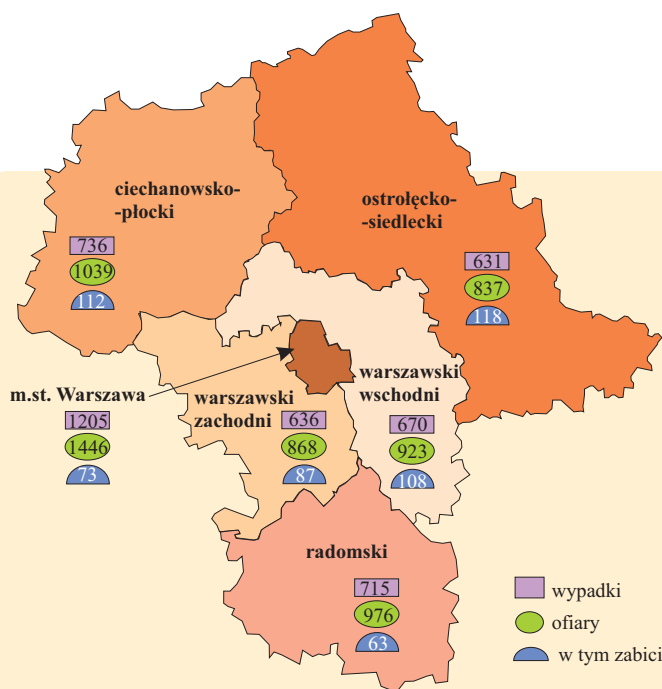 ciechanowsko-
-płocki
736
1039
112
ostrołęcko-
-siedlecki
631
837
118
m.st. Warszawa
1205
1446
73
warszawski
zachodni
636
868
87
warszawski
wschodni
670
923
108
radomski
715
976
63
wypadki
ofiary
w tym zabici